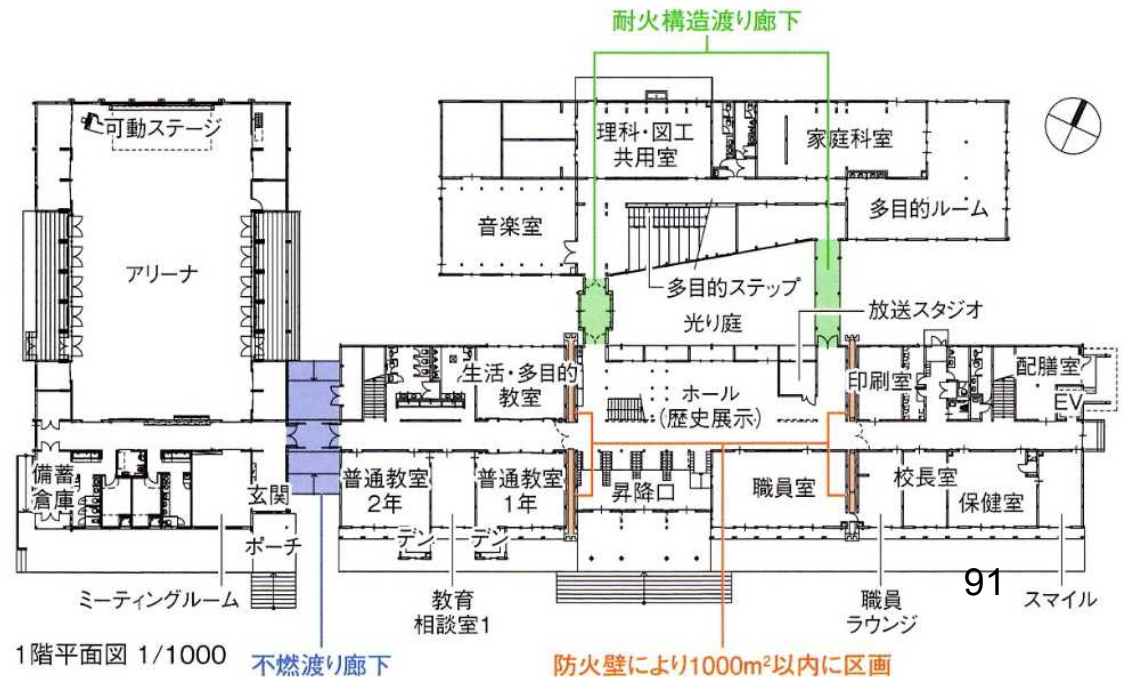 耐火構造渡り廊下
可動ステージ
理科・図工
共用室
家庭科室
音楽室
多目的ルーム
アリーナ
多目的ステップ
光り庭
放送スタジオ
生活・多目的
教室
ホール
(歴史展示)
印刷室
配膳室
EV
備蓄
倉庫
玄関
普通教室
2年
普通教室
1年
昇降口
職員室
校長室
保健室
ポーチ
デン
デン
ミーティングルーム
教育
相談室1
職員
ラウンジ
91
スマイル
1階平面図 1/1000
不燃渡り廊下
防火壁により1000m²以内に区画